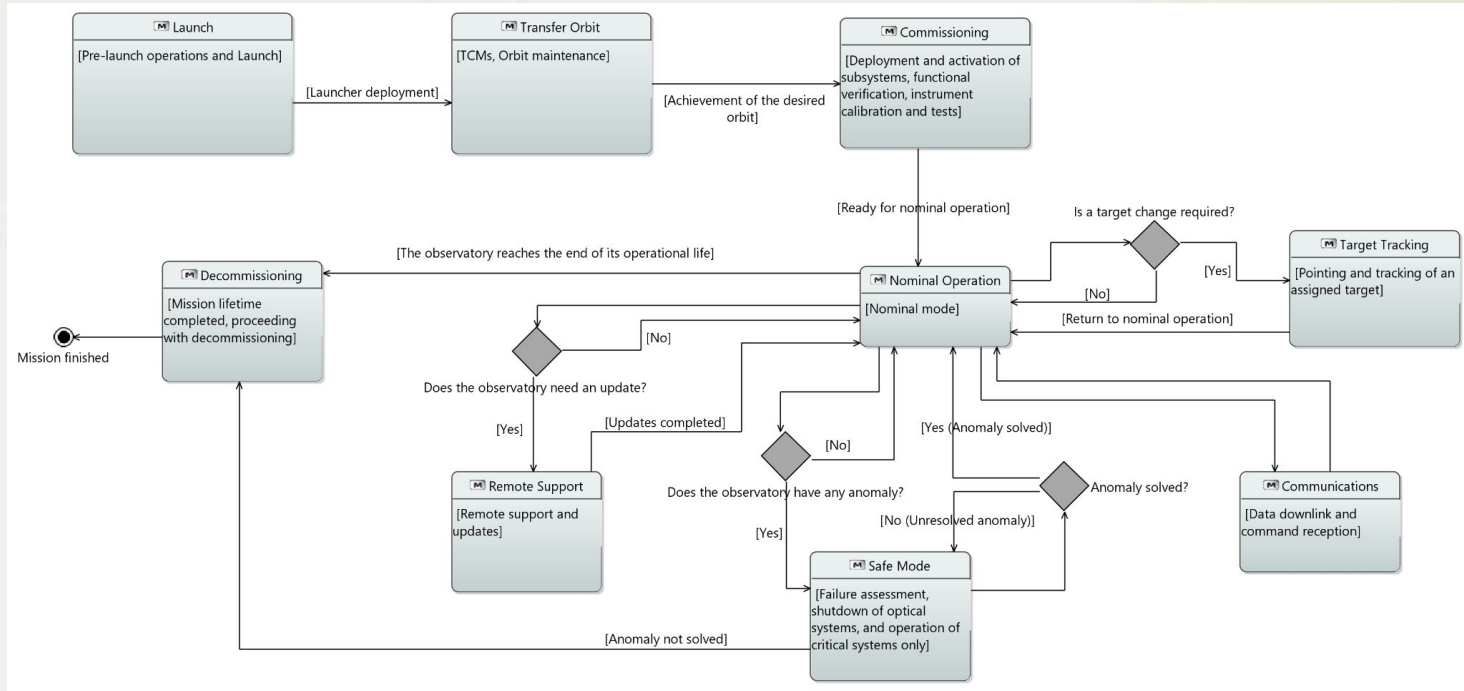 Launch
[Pre-launch operations and Launch]
[Launcher deployment]
Transfer Orbit
[TCMs, Orbit maintenance]
[Achievement of the desired
orbit]
Commissioning
[Deployment and activation of
subsystems, functional
verification, instrument
calibration and tests]
[Ready for nominal operation]
Is a target change required?
[Yes]
[No]
Target Tracking
[Pointing and tracking of an
assigned target]
[Return to nominal operation]
Nominal Operation
[Nominal mode]
[The observatory reaches the end of its operational life]
Decommissioning
[Mission lifetime
completed, proceeding
with decommissioning]
Mission finished
[No]
Does the observatory need an update?
[Yes]
[Updates completed]
Remote Support
[Remote support and
updates]
[No]
Does the observatory have any anomaly?
[Yes]
[Yes (Anomaly solved)]
Anomaly solved?
[No (Unresolved anomaly)]
Communications
[Data downlink and
command reception]
Safe Mode
[Failure assessment,
shutdown of optical
systems, and operation of
critical systems only]
[Anomaly not solved]